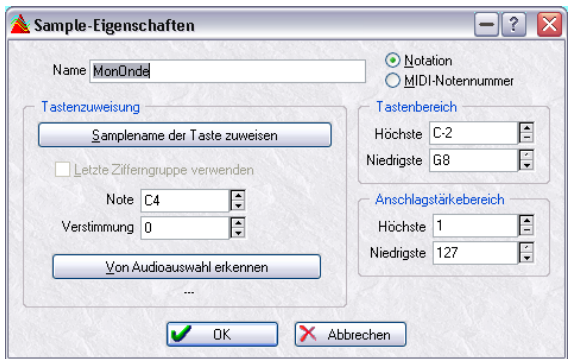 Sample-Eigenschaften
?
Name MonOnde
Notation
MIDI-Notennummer
Tastenzuweisung
Samplename der Taste zuweisen
Letzte Zifferngruppe verwenden
Note C4
Verstimmung 0
Von Audioauswahl erkennen
...
Tastenbereich
Höchste C-2
Niedrigste G8
Anschlagstärkebereich
Höchste 1
Niedrigste 127
OK
Abbrechen